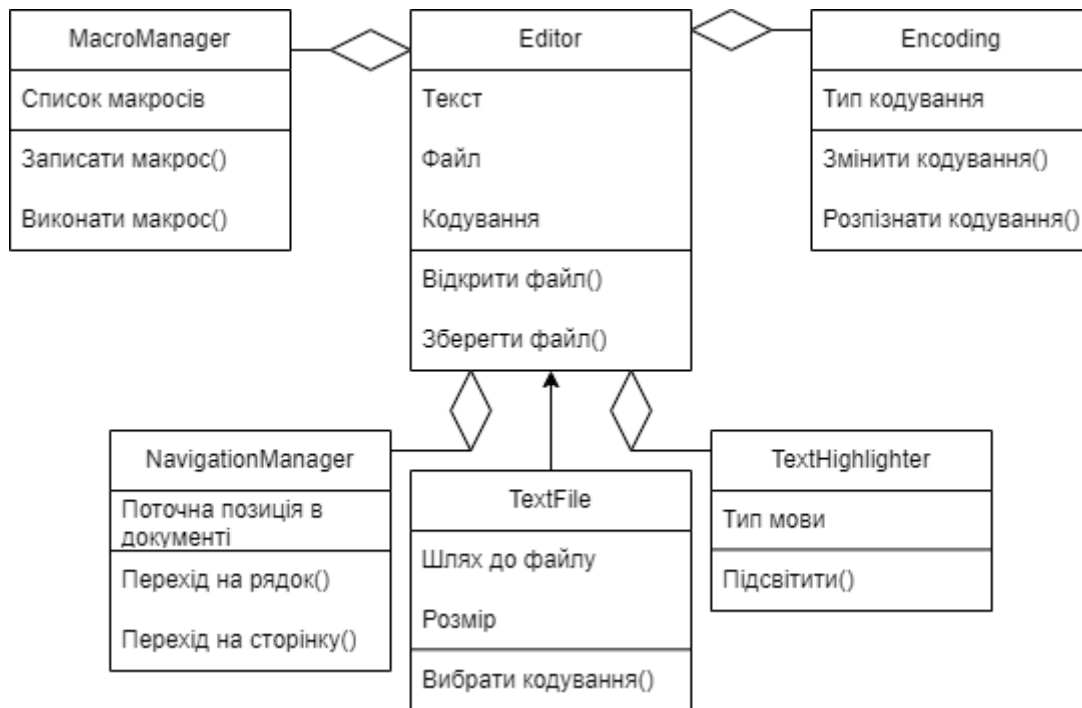 MacroManager
Список макросів
Записати макрос()
Виконати макрос()
Editor
Текст
Файл
Кодування
Відкрити файл()
Зберегти файл()
Encoding
Тип кодування
Змінити кодування()
Розпізнати кодування()
NavigationManager
Поточна позиція в
документі
Перехід на рядок()
Перехід на сторінку()
TextFile
Шлях до файлу
Розмір
Вибрати кодування()
TextHighlighter
Тип мови
Підсвітити()